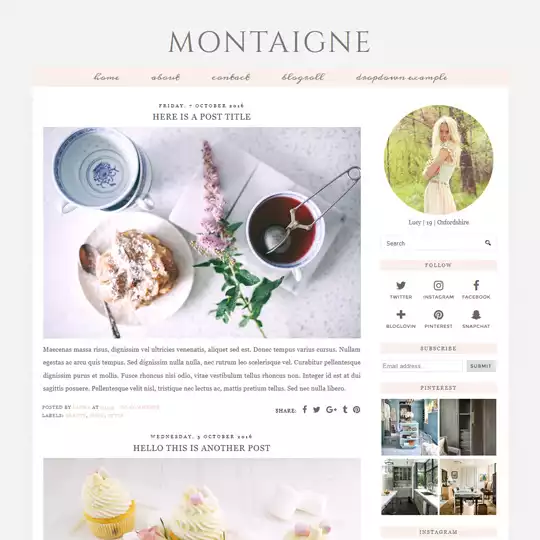 MONTAIGNE
home about contact blogroll dropdown example
FRIDAY, 7 OCTOBER 2016
HERE IS A POST TITLE
Maecenas massa risus, dignissim vel ultricies venenatis, aliquet sed est. Donec tempus varius cursus. Nullam
egestas ac arcu quis tempus. Sed dignissim nulla nulla, nec rutrum leo scelerisque vel. Curabitur pellentesque
dignissim purus et mollis. Fusce rhoncus nisi odio, vitae vestibulum tellus rhoncus non. Integer id est at dui
sagittis posuere. Pellentesque velit nisl, tristique nec lectus ac, mattis pretium tellus. Sed nec nulla libero.
POSTED BY AT
LABELS:
SHARE:
WEDNESDAY, 5 OCTOBER 2016
HELLO THIS IS ANOTHER POST
Lucy | 19 | Oxfordshire
Search
FOLLOW
TWITTER INSTAGRAM FACEBOOK
BLOGLOVIN PINTEREST SNAPCHAT
SUBSCRIBE
Email address... SUBMIT
PINTEREST
INSTAGRAM